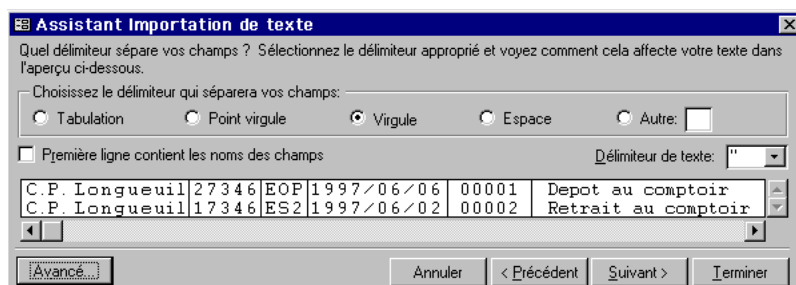 Assistant Importation de texte
Quel délimiteur sépare vos champs ? Sélectionnez le délimiteur approprié et voyez comment cela affecte votre texte dans
l'aperçu ci-dessous.
Choisissez le délimiteur qui séparera vos champs:
Tabulation Point virgule Virgule Espace Autre:
Première ligne contient les noms des champs Délimiteur de texte: "
C.P. Longueuil 27346 EOP 1997/06/06 00001 Depot au comptoir
C.P. Longueuil 17346 ES2 1997/06/02 00002 Retrait au comptoir
Avancé... Annuler < Précédent Suivant > Terminer